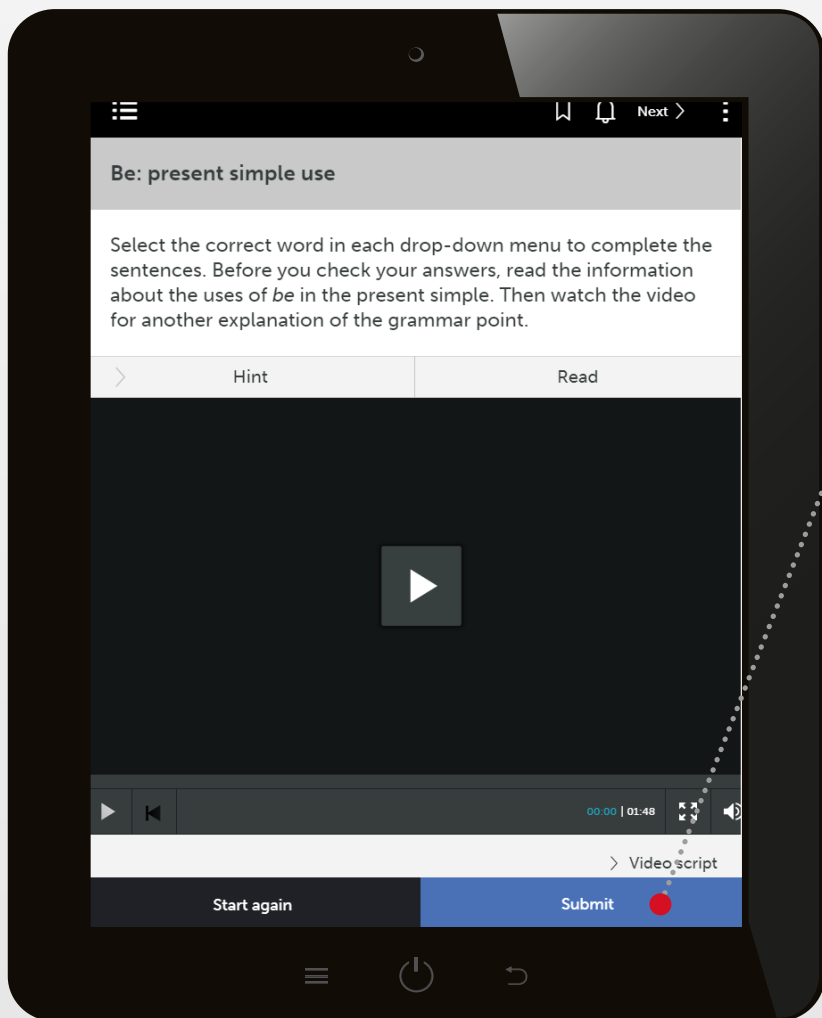 Next
Be: present simple use
Select the correct word in each drop-down menu to complete the
sentences. Before you check your answers, read the information
about the uses of be in the present simple. Then watch the video
for another explanation of the grammar point.
Hint Read
00:00 | 01:48
Video script
Start again Submit